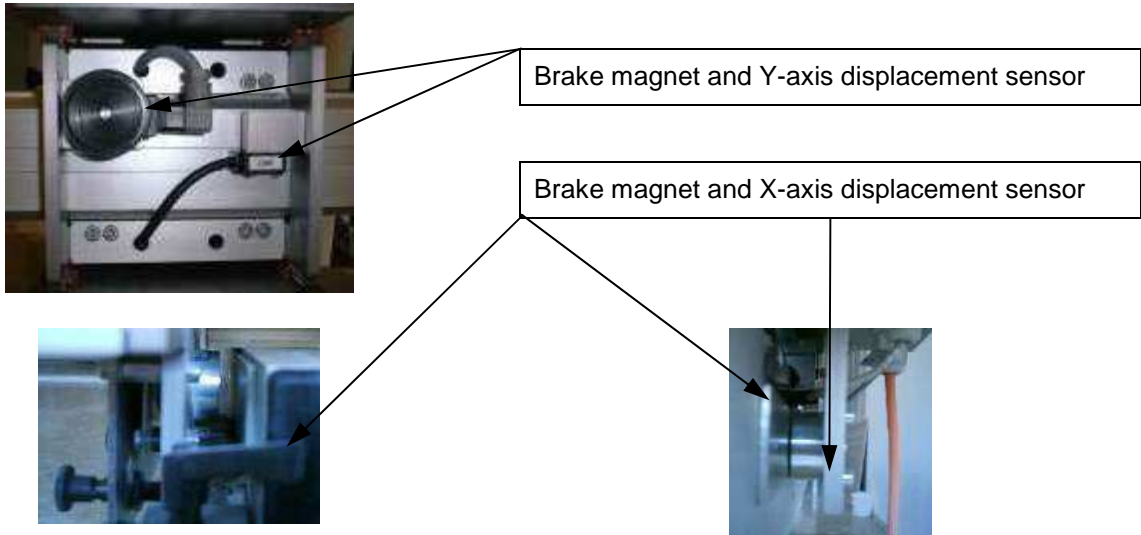 Brake magnet and Y-axis displacement sensor
Brake magnet and X-axis displacement sensor